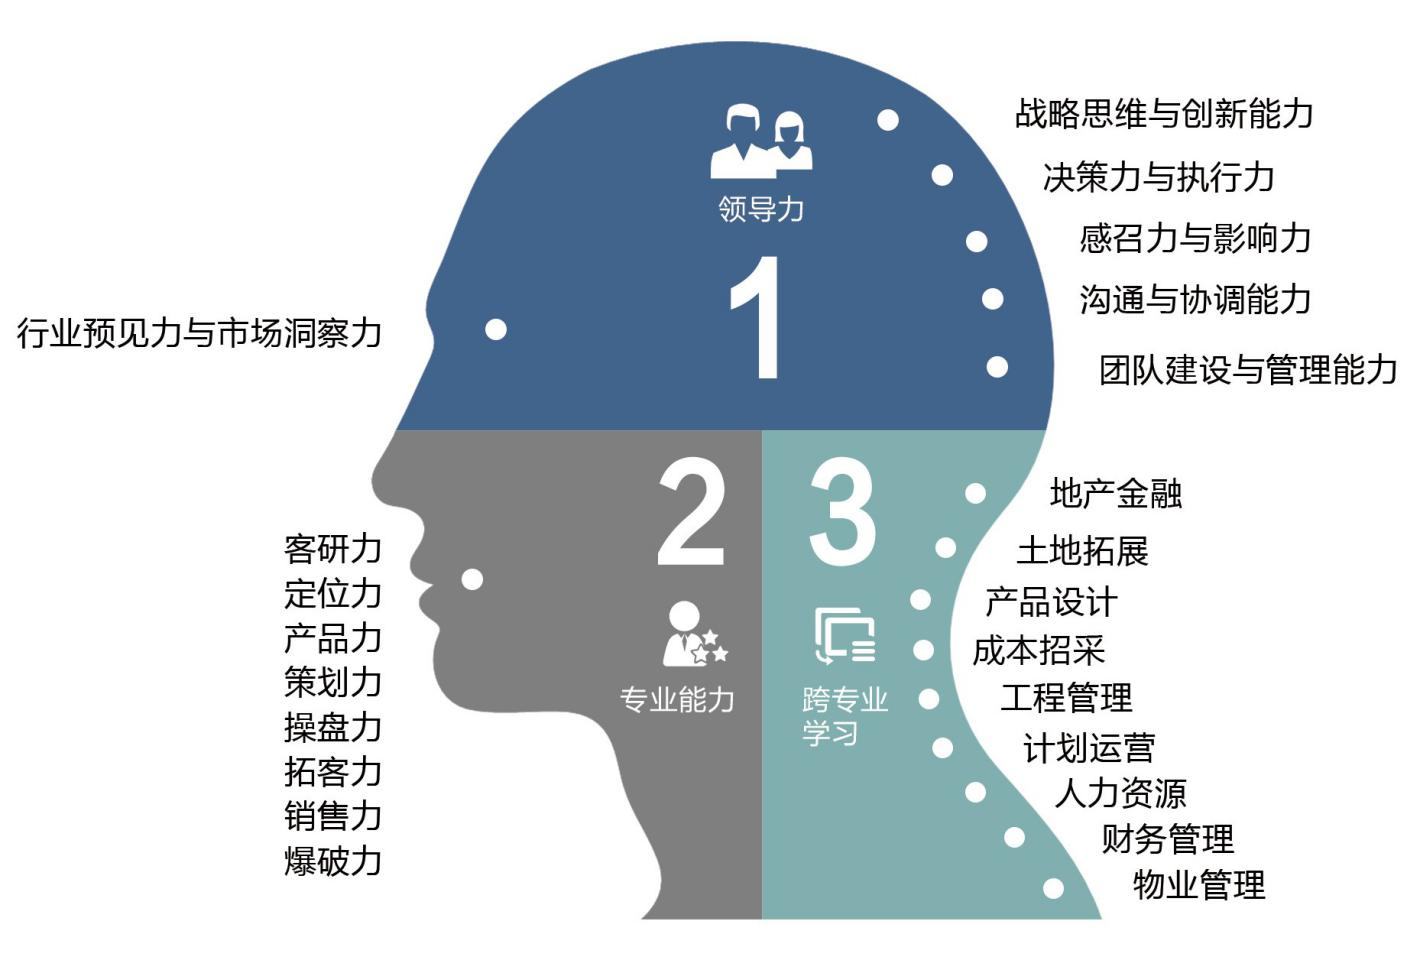 领导力
1
战略思维与创新能力
决策力与执行力
感召力与影响力
沟通与协调能力
团队建设与管理能力
行业预见力与市场洞察力
2
专业能力
客研力
定位力
产品力
策划力
操盘力
拓客力
销售力
爆破力
3
跨专业
学习
地产金融
土地拓展
产品设计
成本招采
工程管理
计划运营
人力资源
财务管理
物业管理